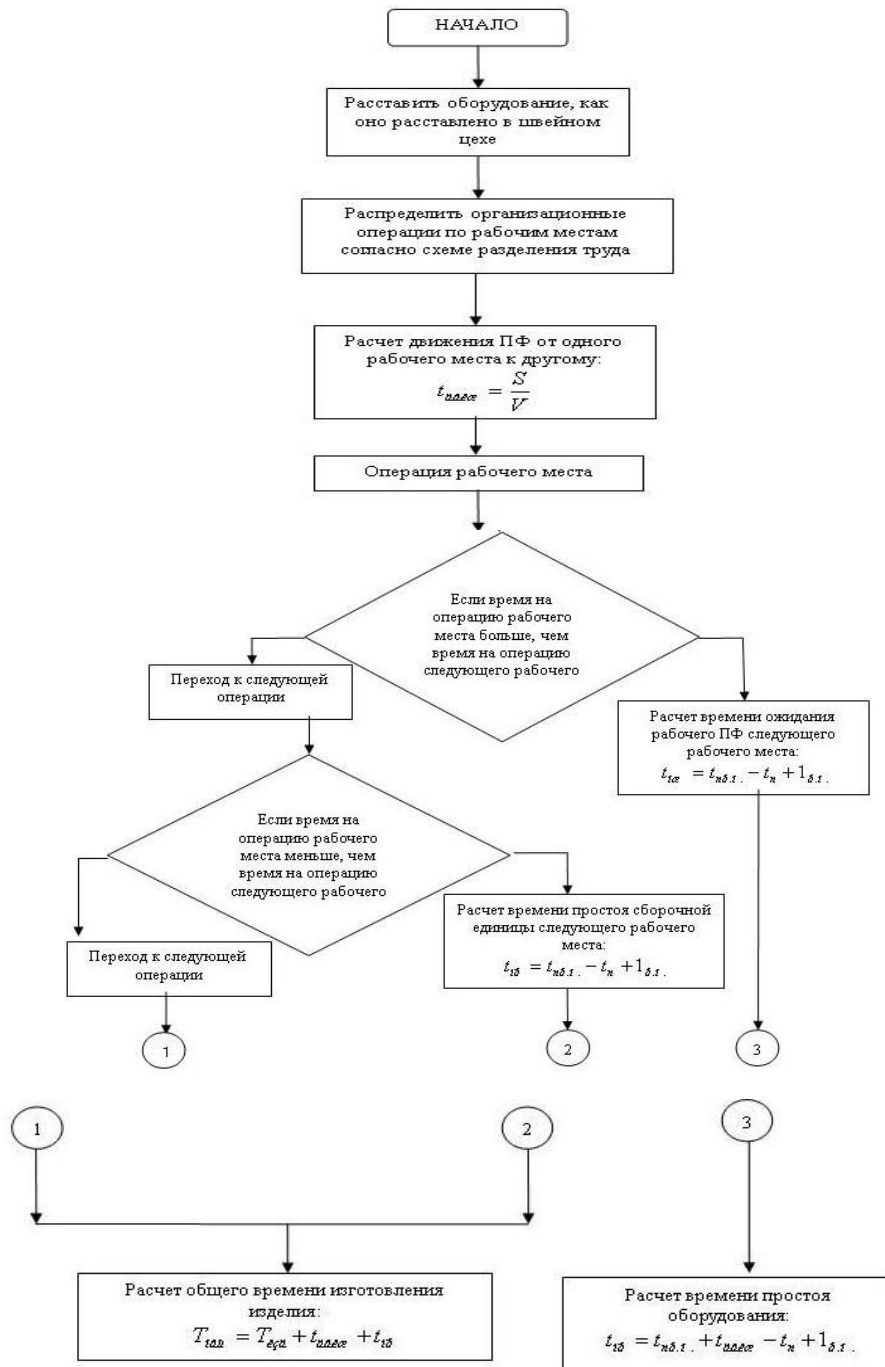 НАЧАЛО
Расставить оборудование, как
оно расставлено в швейном
цехе
Распределить организационные
операции по рабочим местам
согласно схеме разделения труда
Расчет движения ПФ от одного
рабочего места к другому:
= S/V
Операция рабочего места
Если время на
операцию рабочего
места больше, чем
время на операцию
следующего рабочего
Переход к следующей
операции
Расчет времени ожидания
рабочего ПФ следующего
рабочего места:
Если время на
операцию рабочего
места меньше, чем
время на операцию
следующего рабочего
Переход к следующей
операции
Расчет времени простоя сборочной
единицы следующего рабочего
места:
1
2
3
1
2
3
Расчет общего времени изготовления
изделия:
Расчет времени простоя
оборудования: